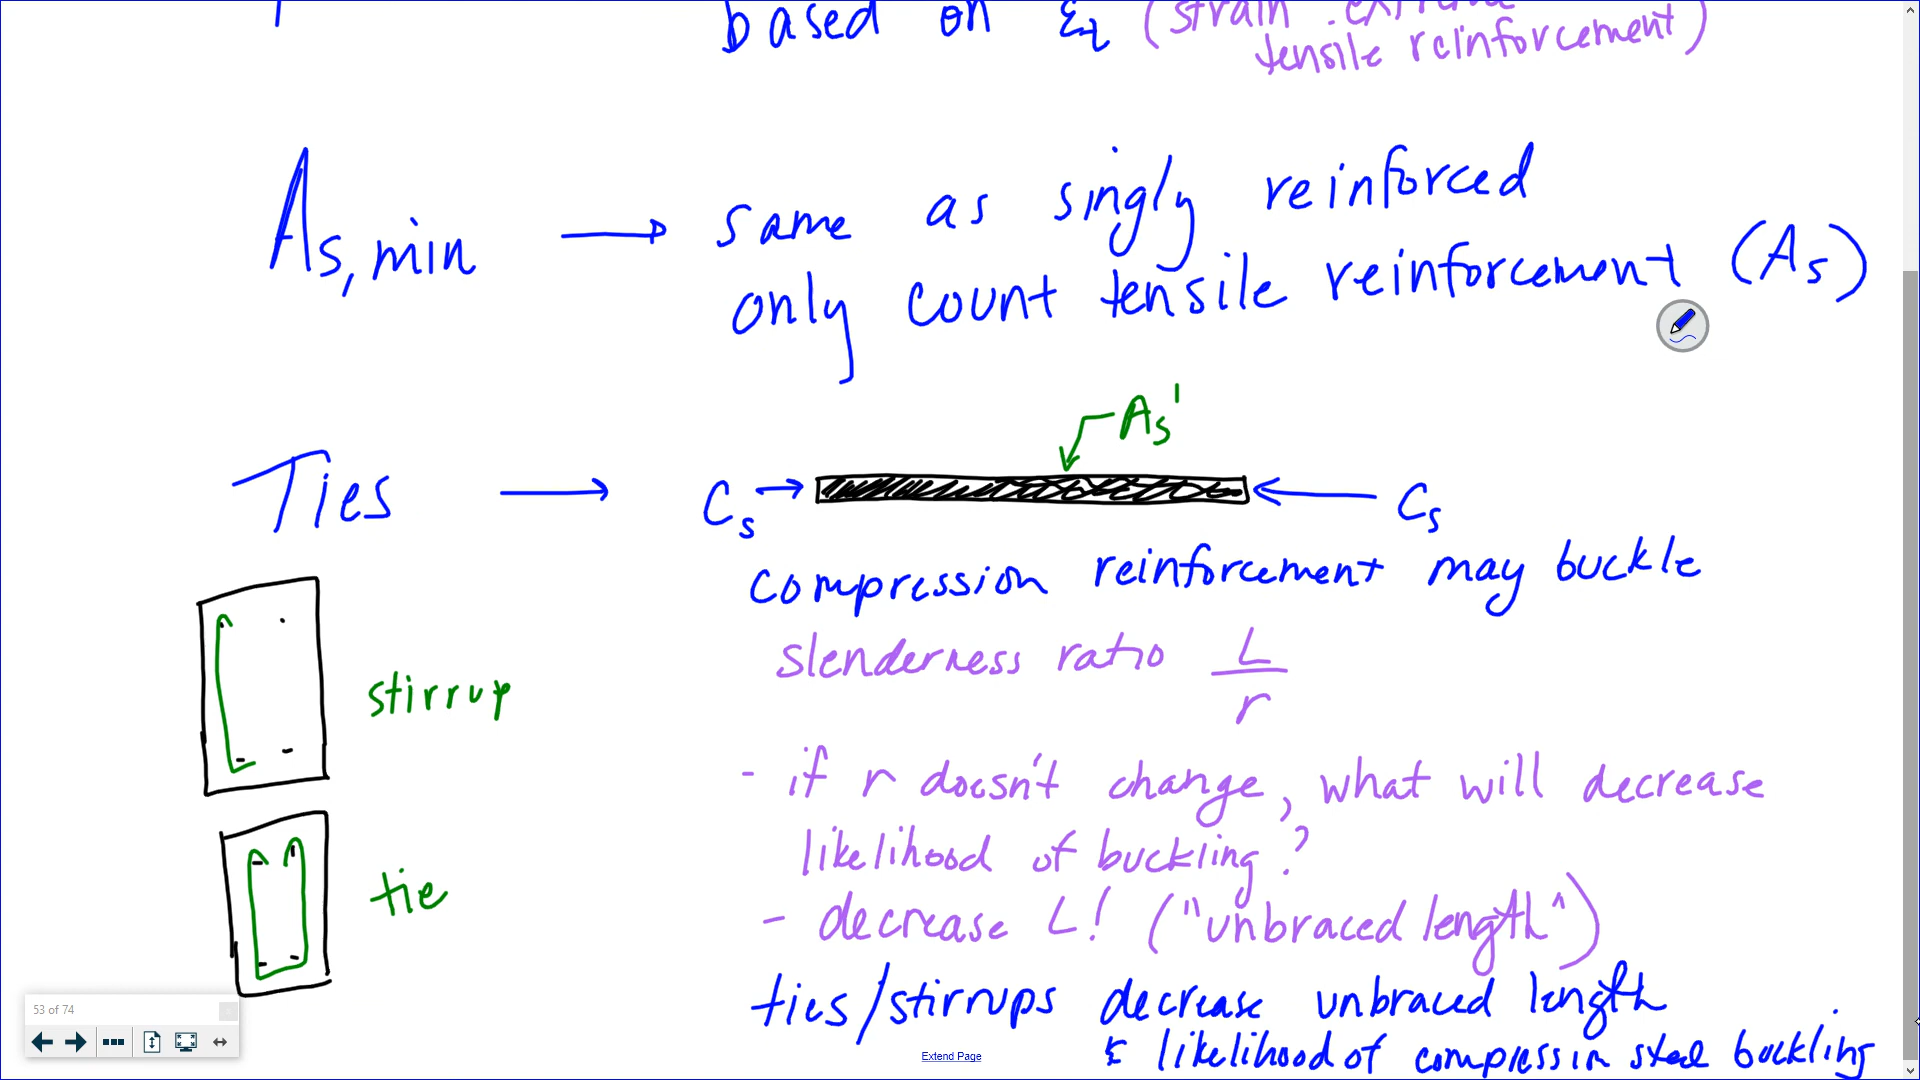 based on εt (strain extreme
tensile reinforcement)
As,min → same as singly reinforced
only count tensile reinforcement (As)
As'
Ties → Cs → ← Cs
compression reinforcement may buckle
slenderness ratio L
r
stirrup
- if r doesn't change, what will decrease
likelihood of buckling?
tie
- decrease L! ("unbraced length")
ties/stirrups decrease unbraced length
& likelihood of compression steel buckling
53 of 74
Extend Page